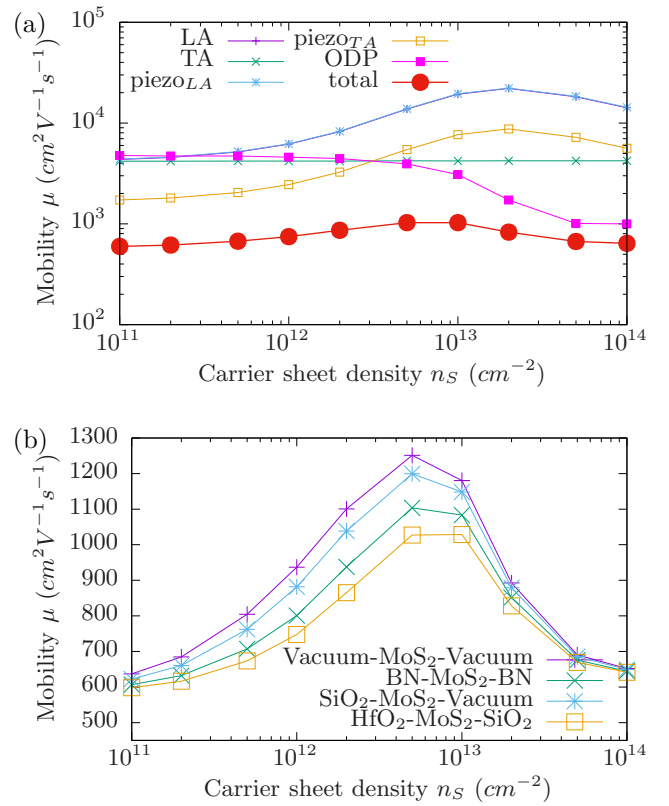 (a)
10^5
10^4
10^3
10^2
Mobility μ (cm^2V^−1s^−1)
LA piezo_TA
TA ODP
piezo_LA total
10^11 10^12 10^13 10^14
Carrier sheet density n_S (cm^−2)
(b)
1300
1200
1100
1000
900
800
700
600
500
Mobility μ (cm^2V^−1s^−1)
Vacuum-MoS₂-Vacuum
BN-MoS₂-BN
SiO₂-MoS₂-Vacuum
HfO₂-MoS₂-SiO₂
10^11 10^12 10^13 10^14
Carrier sheet density n_S (cm^−2)